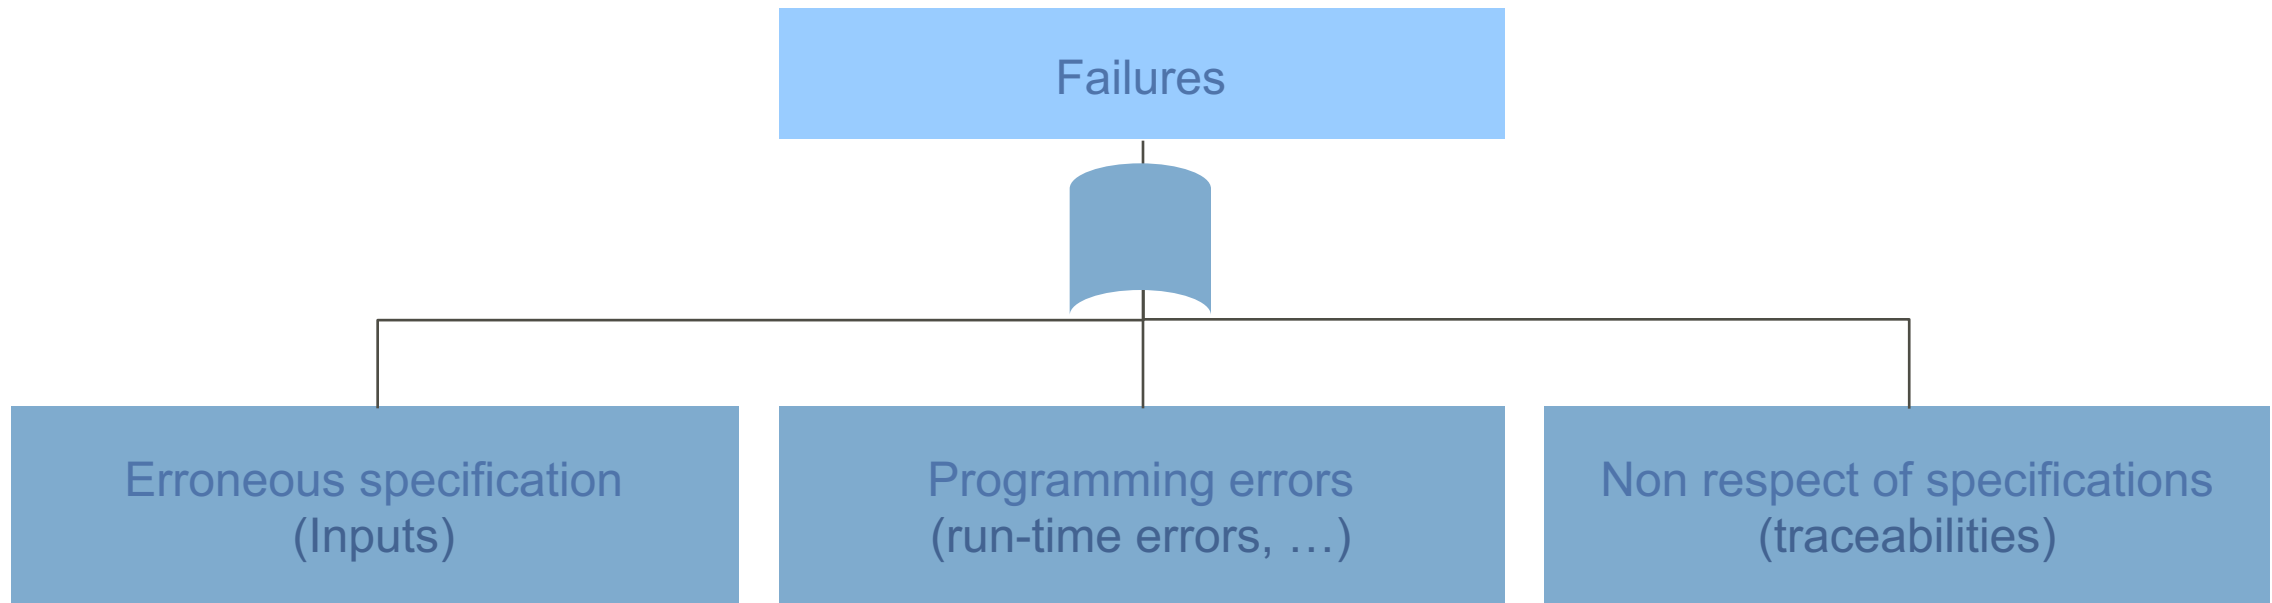 Failures
Erroneous specification
(Inputs)
Programming errors
(run-time errors, …)
Non respect of specifications
(traceabilities)